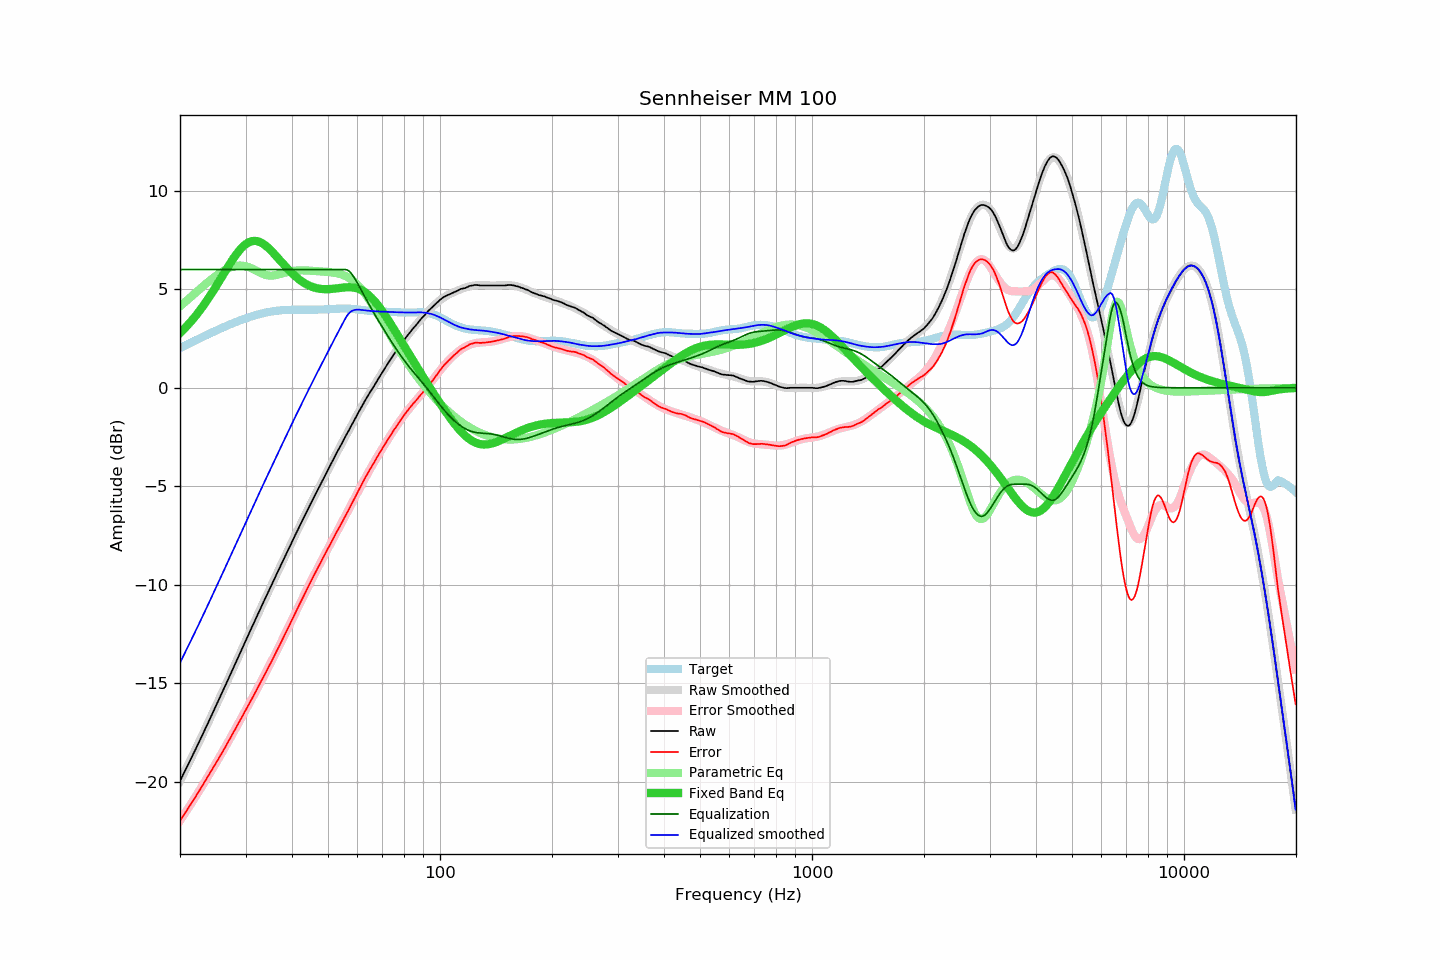 Sennheiser MM 100
Amplitude (dBr)
10
5
0
−5
−10
−15
−20
Target
Raw Smoothed
Error Smoothed
Raw
Error
Parametric Eq
Fixed Band Eq
Equalization
Equalized smoothed
100
1000
10000
Frequency (Hz)